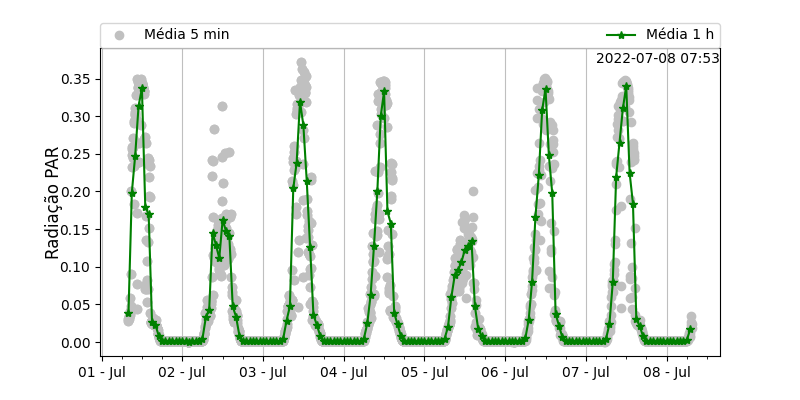 Média 5 min
Média 1 h
2022-07-08 07:53
Radiação PAR
0.35
0.30
0.25
0.20
0.15
0.10
0.05
0.00
01 - Jul
02 - Jul
03 - Jul
04 - Jul
05 - Jul
06 - Jul
07 - Jul
08 - Jul